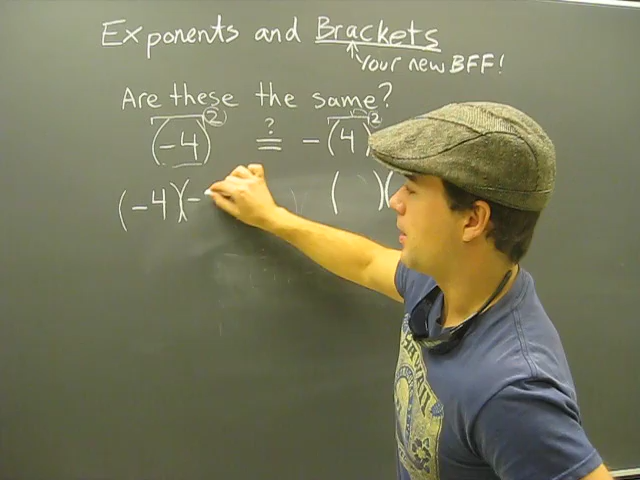 Exponents and Brackets
Your new BFF!
Are these the same?
(-4)² ?= -(4)²
(-4)(- ( )(